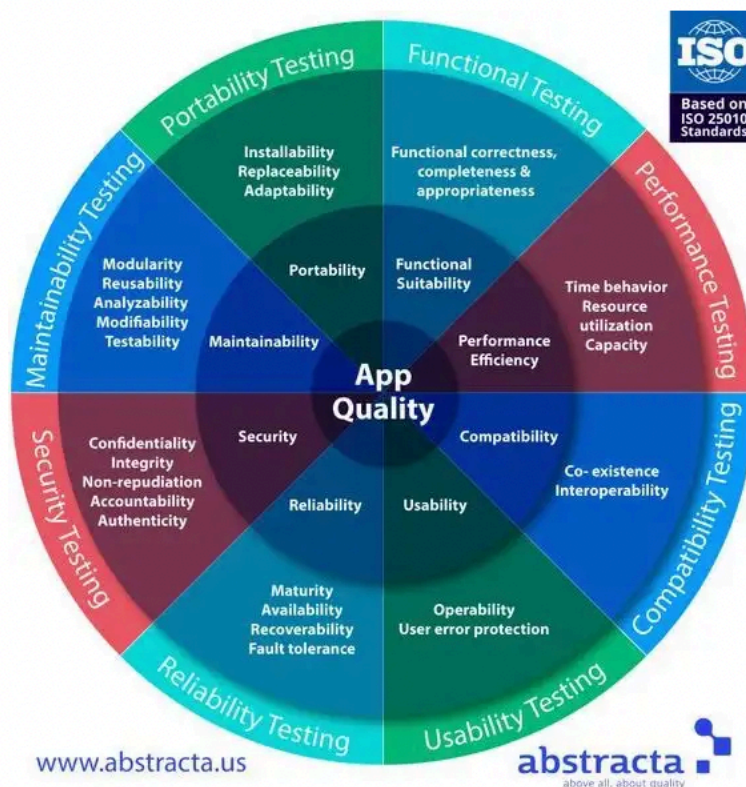 Portability Testing
Functional Testing
ISO
Based on
ISO 25010
Standards
Installability
Replaceability
Adaptability
Functional correctness,
completeness &
appropriateness
Maintainability Testing
Performance Testing
Modularity
Reusability
Analyzability
Modifiability
Testability
Portability
Functional
Suitability
Time behavior
Resource
utilization
Capacity
Maintainability
Performance
Efficiency
App
Quality
Security
Compatibility
Confidentiality
Integrity
Non-repudiation
Accountability
Authenticity
Co- existence
Interoperability
Reliability
Usability
Security Testing
Compatibility Testing
Maturity
Availability
Recoverability
Fault tolerance
Operability
User error protection
Reliability Testing
Usability Testing
www.abstracta.us
abstracta
above all, about quality